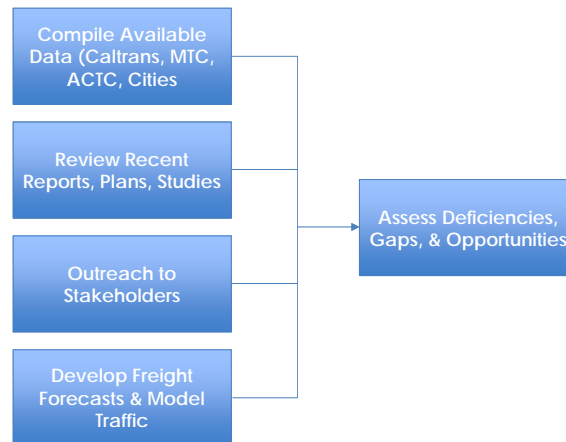 Compile Available
Data (Caltrans, MTC,
ACTC, Cities
Review Recent
Reports, Plans, Studies
Assess Deficiencies,
Gaps, & Opportunities
Outreach to
Stakeholders
Develop Freight
Forecasts & Model
Traffic